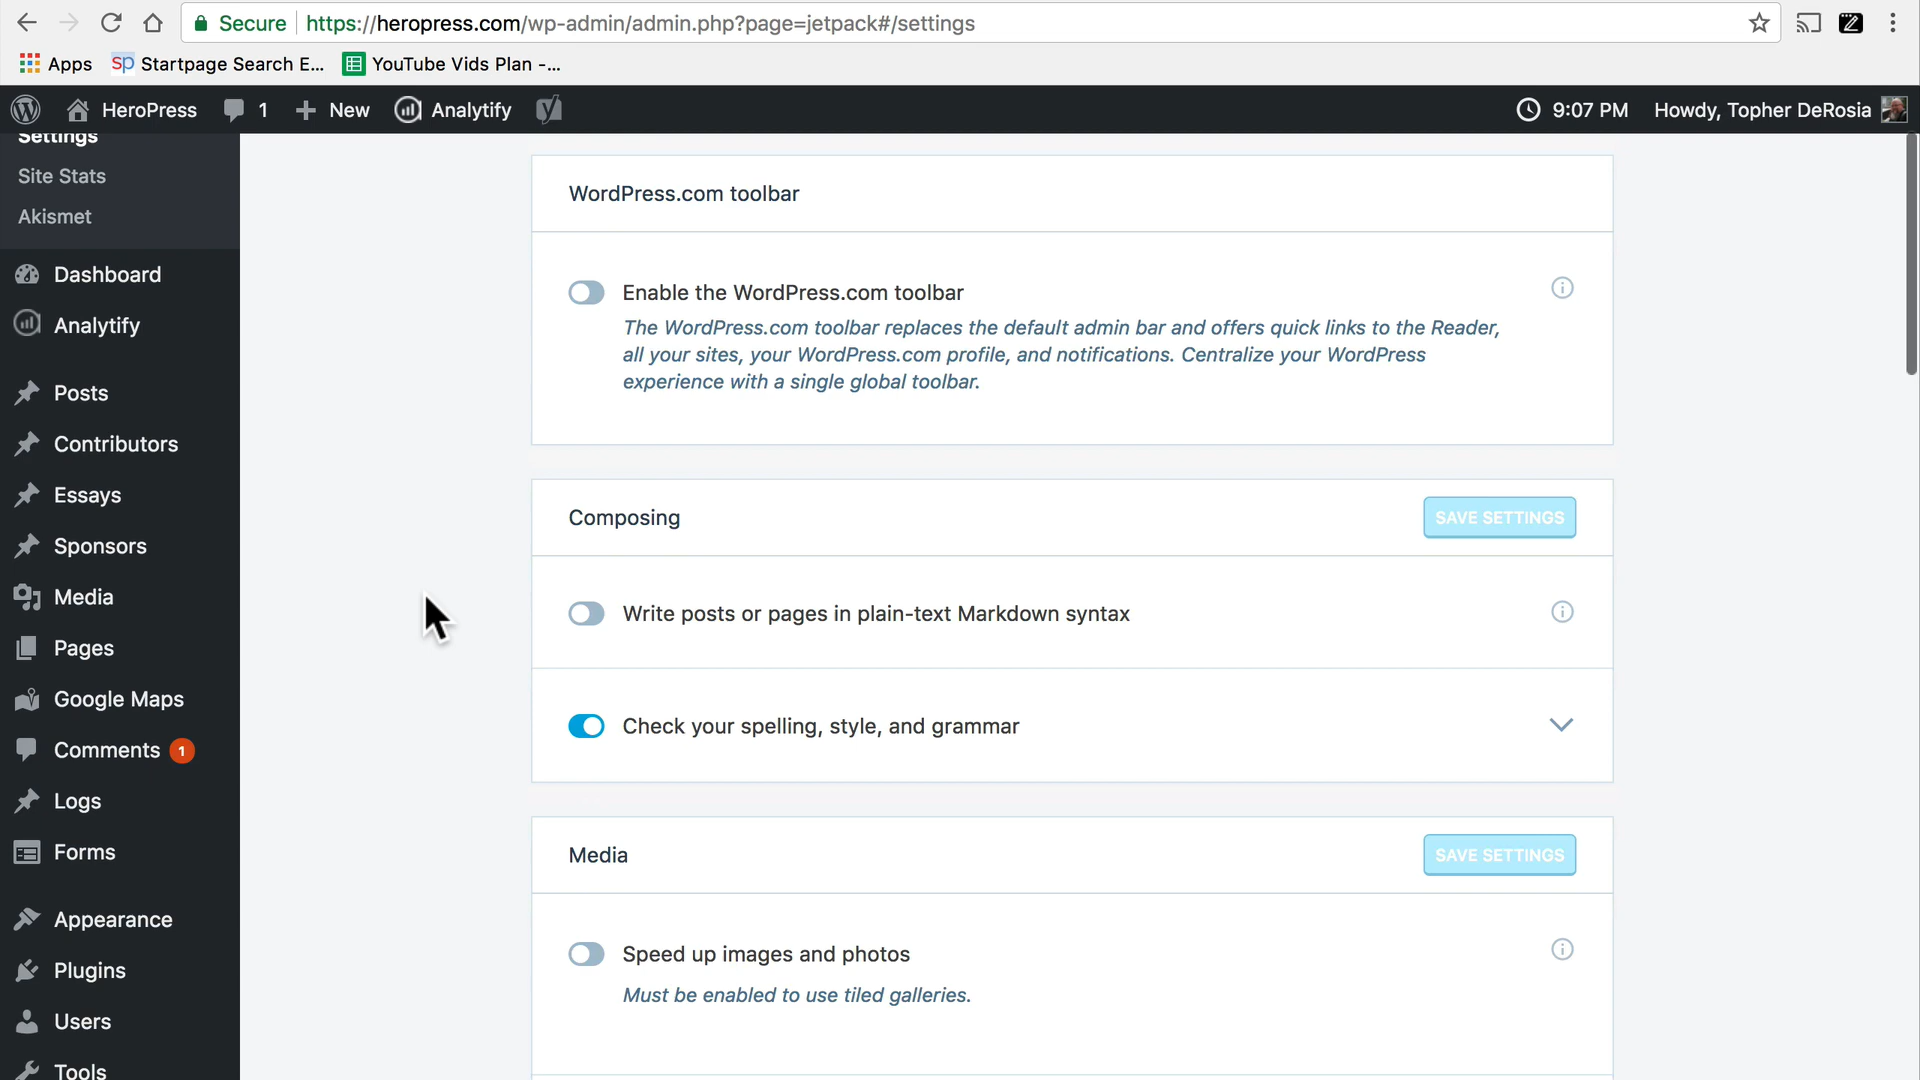 Secure https://heropress.com/wp-admin/admin.php?page=jetpack#/settings
Apps Startpage Search E... YouTube Vids Plan -...
HeroPress 1 New Analytify 9:07 PM Howdy, Topher DeRosia
Settings
Site Stats
Akismet
Dashboard
Analytify
Posts
Contributors
Essays
Sponsors
Media
Pages
Google Maps
Comments 1
Logs
Forms
Appearance
Plugins
Users
Tools
WordPress.com toolbar
Enable the WordPress.com toolbar
The WordPress.com toolbar replaces the default admin bar and offers quick links to the Reader,
all your sites, your WordPress.com profile, and notifications. Centralize your WordPress
experience with a single global toolbar.
Composing SAVE SETTINGS
Write posts or pages in plain-text Markdown syntax
Check your spelling, style, and grammar
Media SAVE SETTINGS
Speed up images and photos
Must be enabled to use tiled galleries.